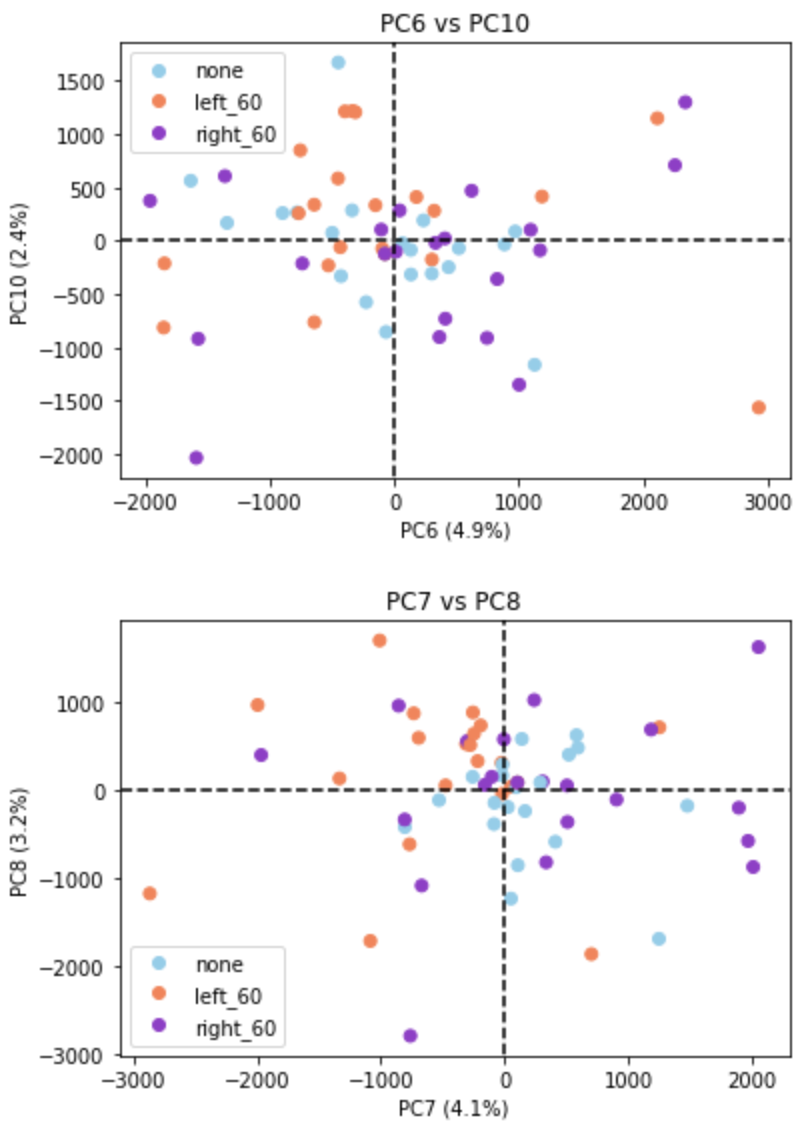 PC6 vs PC10
none
left_60
right_60
1500
1000
500
0
−500
−1000
−1500
−2000
PC10 (2.4%)
−2000 −1000 0 1000 2000 3000
PC6 (4.9%)
PC7 vs PC8
1000
0
−1000
−2000
−3000
PC8 (3.2%)
none
left_60
right_60
−3000 −2000 −1000 0 1000 2000
PC7 (4.1%)